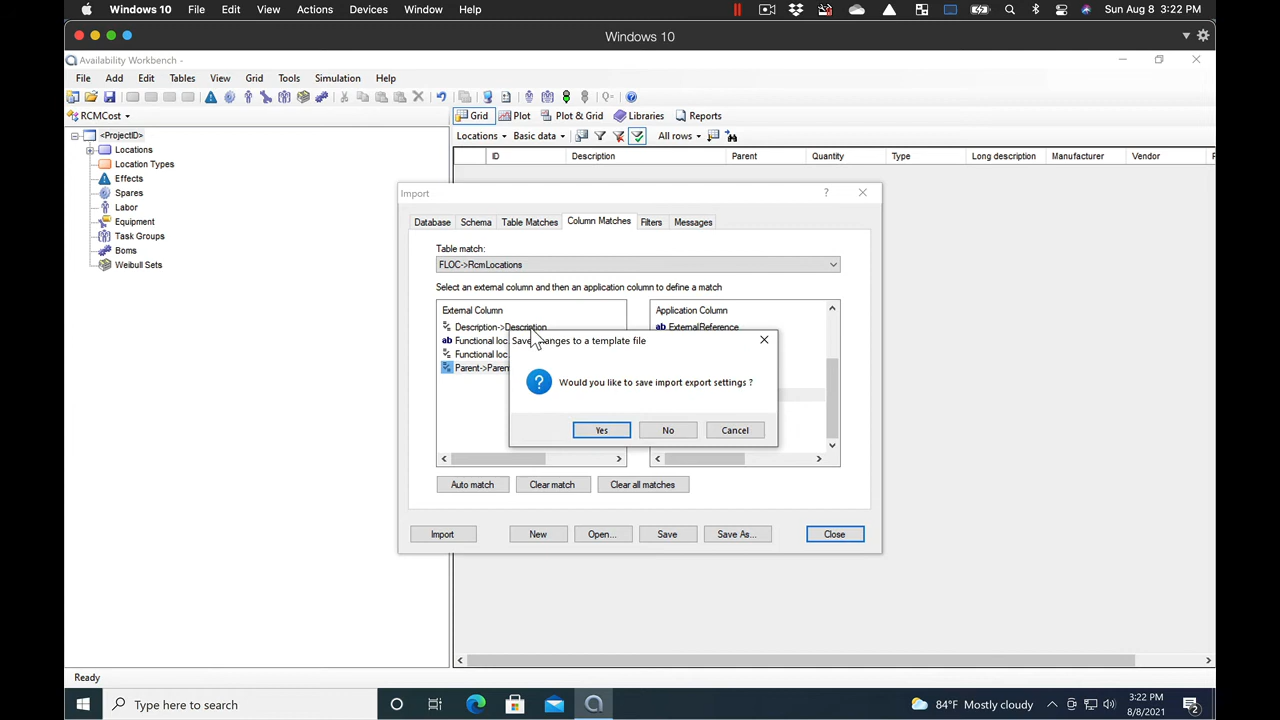 Windows 10 File Edit View Actions Devices Window Help Sun Aug 8 3:22 PM
Windows 10
Availability Workbench -
File Add Edit Tables View Grid Tools Simulation Help
RCMCost Grid Plot Plot & Grid Libraries Reports
<ProjectID>
Locations
Location Types
Effects
Spares
Labor
Equipment
Task Groups
Boms
Weibull Sets
Locations Basic data All rows
ID Description Parent Quantity Type Long description Manufacturer Vendor
Import ?
Database Schema Table Matches Column Matches Filters Messages
Table match:
FLOC->RcmLocations
Select an external column and then an application column to define a match
External Column
Description->Description
ab Functional loc
Functional loc
Parent->Paren
Application Column
ab ExternalReference
Save changes to a template file
Would you like to save import export settings ?
Yes No Cancel
Auto match Clear match Clear all matches
Import New Open... Save Save As... Close
Ready
Type here to search 84°F Mostly cloudy 3:22 PM
8/8/2021 2